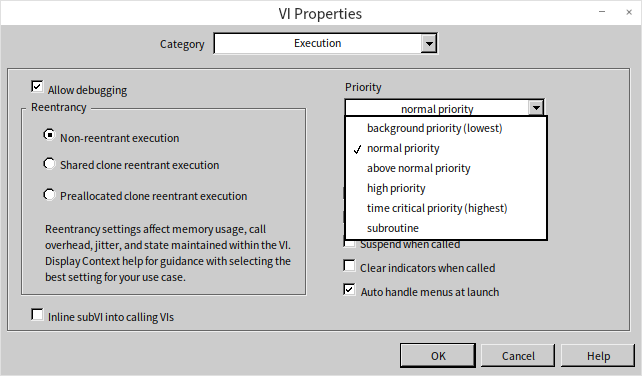 VI Properties
Category
Execution
Allow debugging
Reentrancy
Non-reentrant execution
Shared clone reentrant execution
Preallocated clone reentrant execution
Reentrancy settings affect memory usage, call
overhead, jitter, and state maintained within the VI.
Display Context help for guidance with selecting the
best setting for your use case.
Inline subVI into calling VIs
Priority
normal priority
background priority (lowest)
normal priority
above normal priority
high priority
time critical priority (highest)
subroutine
Suspend when called
Clear indicators when called
Auto handle menus at launch
OK
Cancel
Help